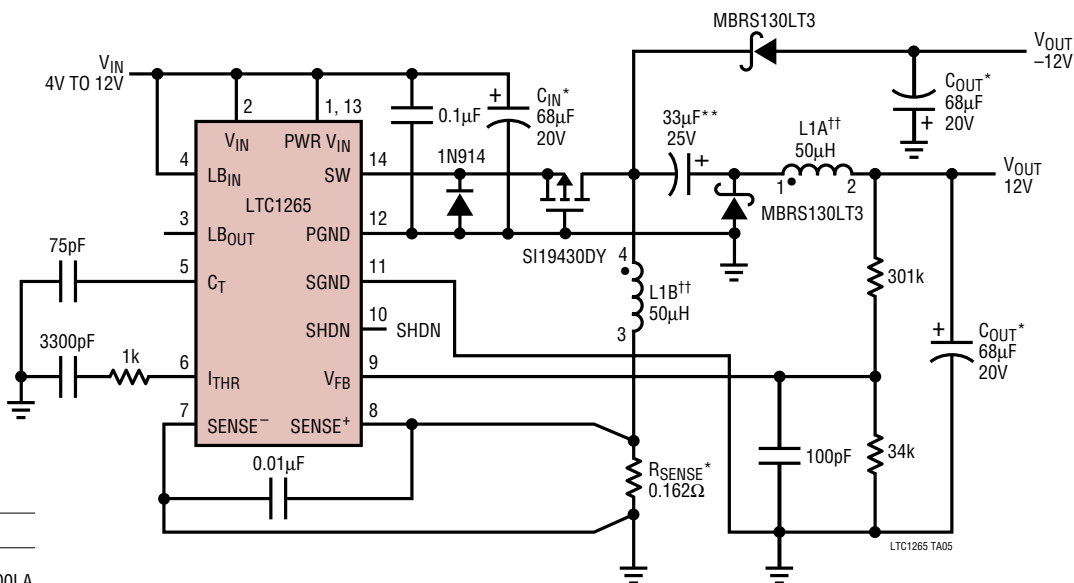 MBRS130LT3
VOUT
–12V
VIN
4V TO 12V
COUT*
68µF
20V
2
1, 13
0.1µF
+
CIN*
68µF
20V
33µF**
25V
+
L1A††
50µH
+
VIN
PWR VIN
4
LBIN
SW
14
1N914
1
2
VOUT
12V
LTC1265
MBRS130LT3
3
LBOUT
PGND
12
SI19430DY
4
75pF
5
CT
SGND
11
L1B††
50µH
301k
SHDN
10
SHDN
3
+
COUT*
68µF
20V
3300pF
1k
6
ITHR
VFB
9
7
SENSE–
SENSE+
8
0.01µF
RSENSE*
0.162Ω
100pF
34k
LTC1265 TA05